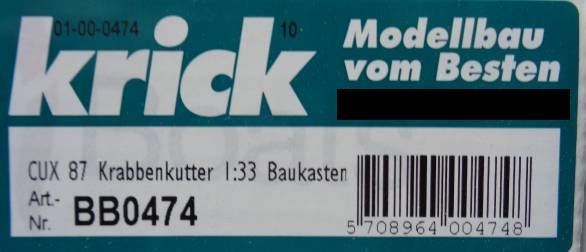 01-00-0474
10
krick
Modellbau
vom Besten
CUX 87 Krabbenkutter 1:33 Baukasten
Art.-
Nr. BB0474
5 708964 004748